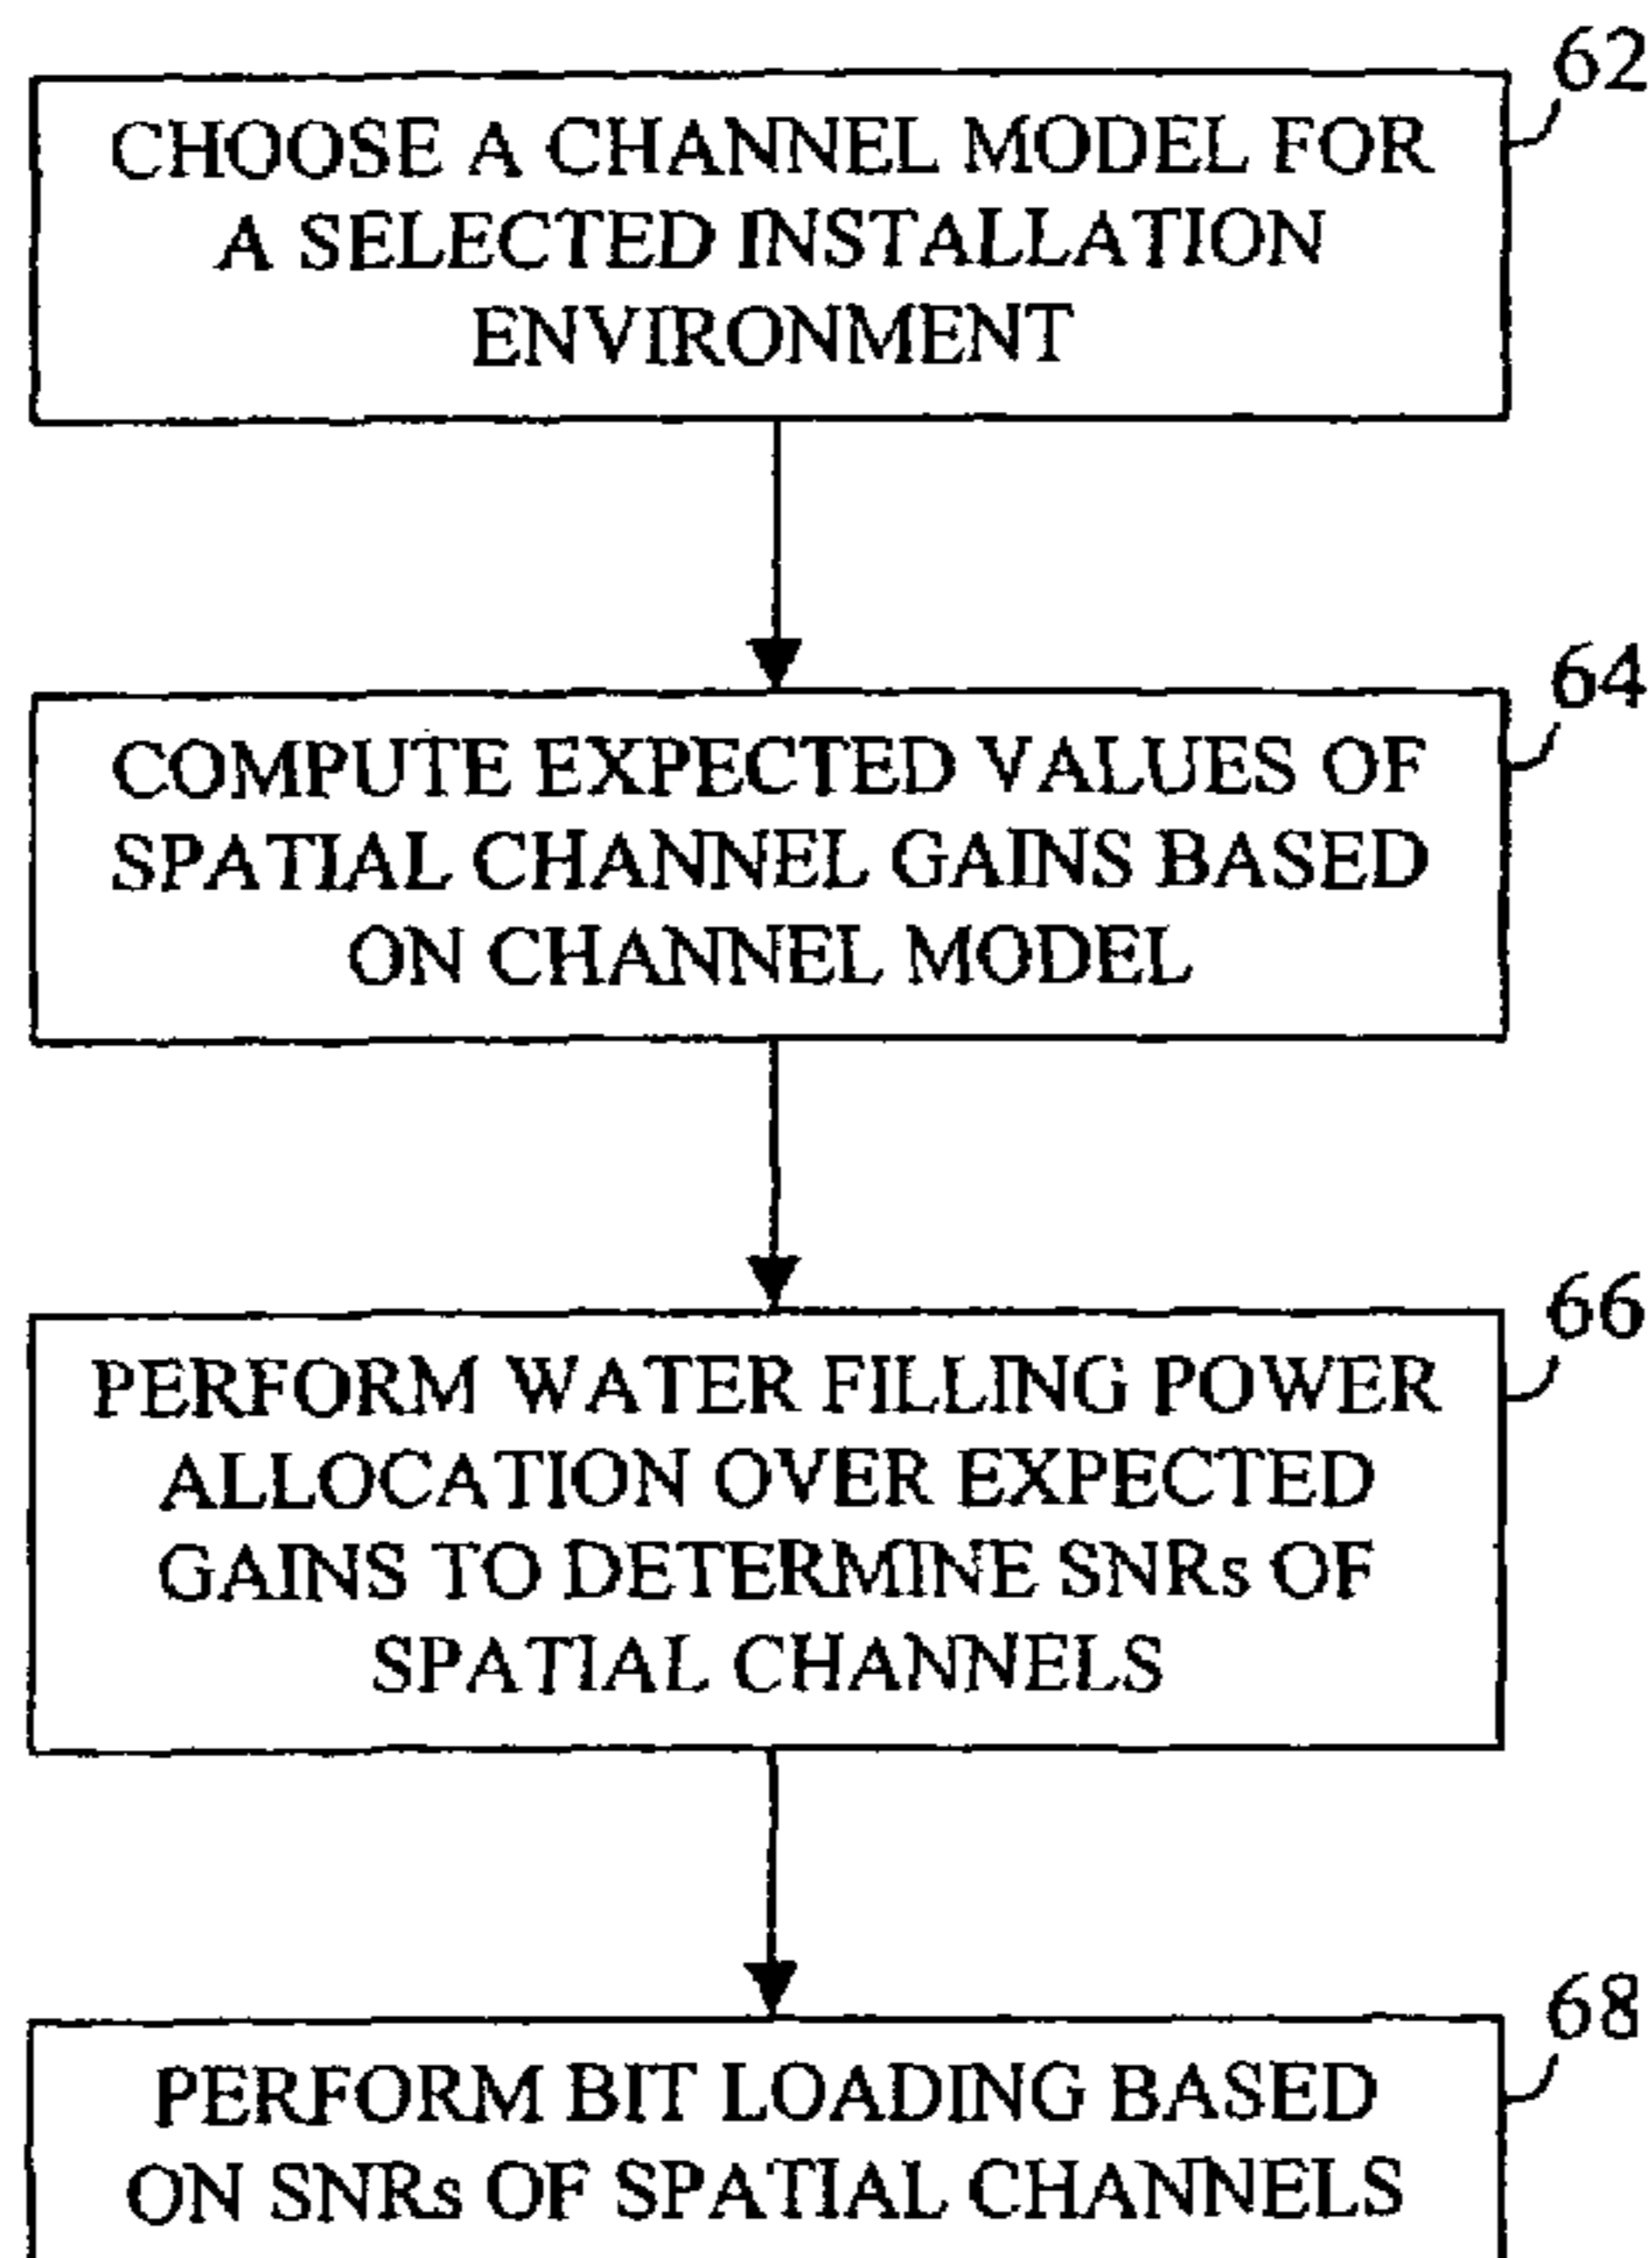 62
CHOOSE A CHANNEL MODEL FOR
A SELECTED INSTALLATION
ENVIRONMENT
64
COMPUTE EXPECTED VALUES OF
SPATIAL CHANNEL GAINS BASED
ON CHANNEL MODEL
66
PERFORM WATER FILLING POWER
ALLOCATION OVER EXPECTED
GAINS TO DETERMINE SNRs OF
SPATIAL CHANNELS
68
PERFORM BIT LOADING BASED
ON SNRs OF SPATIAL CHANNELS